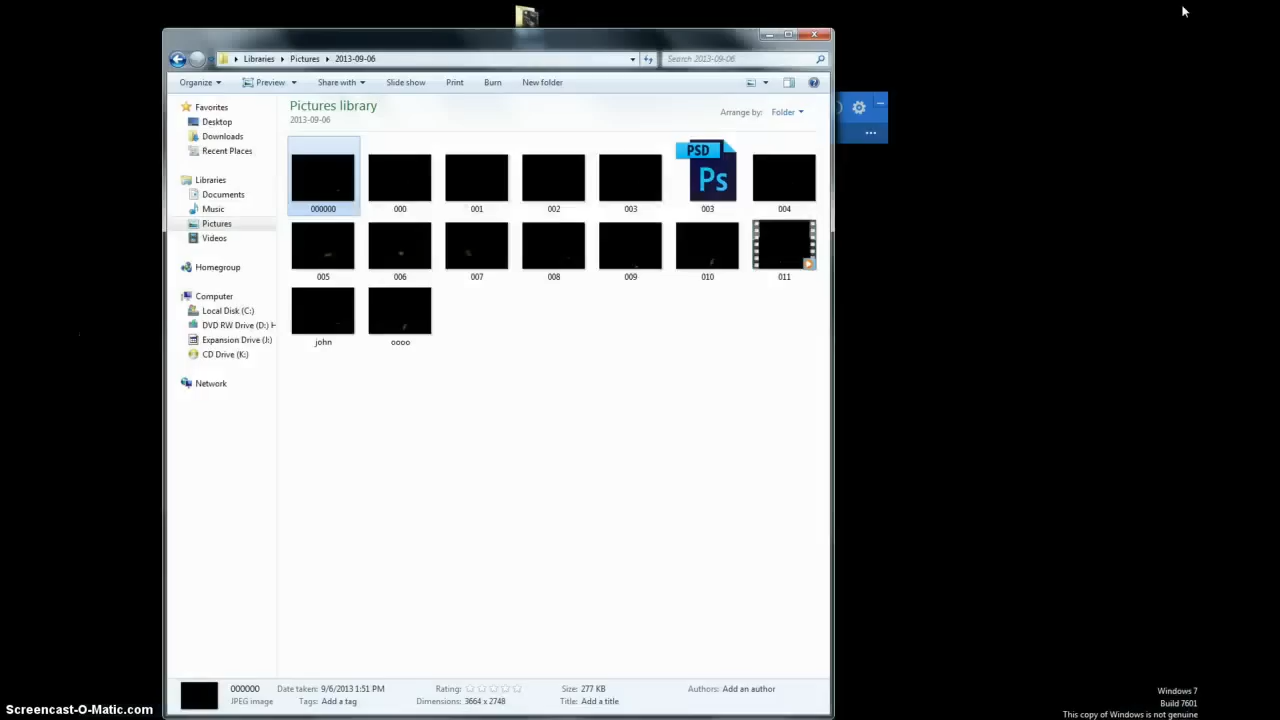 Libraries Pictures 2013-09-06 Search 2013-09-06
Organize Preview Share with Slide show Print Burn New folder
Favorites
Desktop
Downloads
Recent Places
Libraries
Documents
Music
Pictures
Videos
Homegroup
Computer
Local Disk (C:)
DVD RW Drive (D:) H
Expansion Drive (J:)
CD Drive (K:)
Network
Pictures library
2013-09-06
Arrange by: Folder
PSD
Ps
000000 000 001 002 003 003 004
005 006 007 008 009 010 011
john oooo
000000 Date taken: 9/6/2013 1:51 PM Rating: Size: 277 KB Authors: Add an author
JPEG image Tags: Add a tag Dimensions: 3664 x 2748 Title: Add a title
Windows 7
Build 7601
This copy of Windows is not genuine
Screencast-O-Matic.com